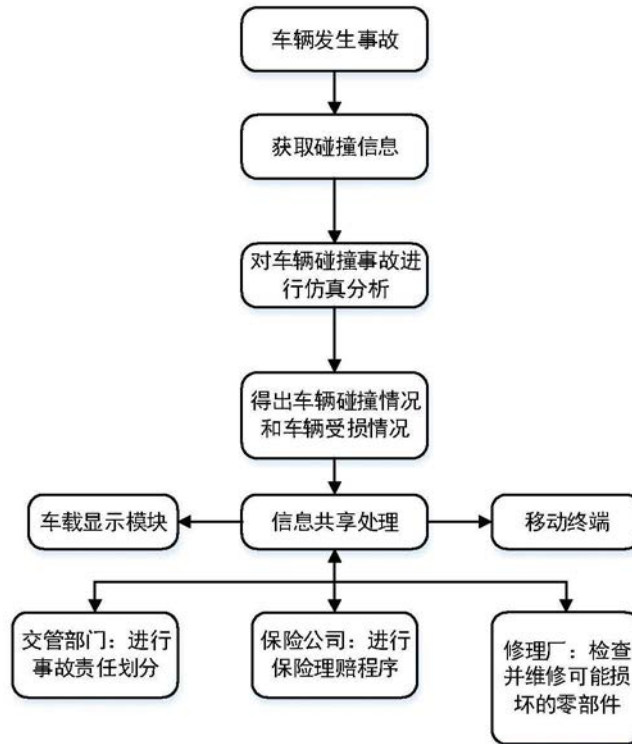 车辆发生事故
获取碰撞信息
对车辆碰撞事故进
行仿真分析
得出车辆碰撞情况
和车辆受损情况
车载显示模块
信息共享处理
移动终端
交管部门：进行
事故责任划分
保险公司：进行
保险理赔程序
修理厂：检查
并维修可能损
坏的零部件